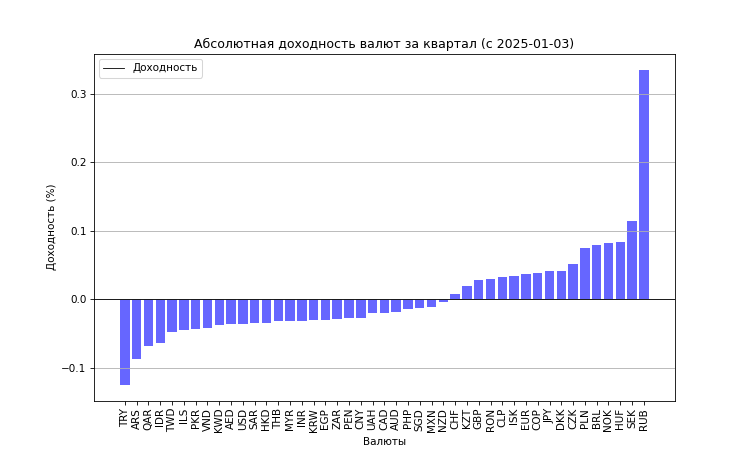 Абсолютная доходность валют за квартал (с 2025-01-03)
Доходность
Доходность (%)
0.3
0.2
0.1
0.0
−0.1
TRY ARS QAR IDR TWD ILS PKR VND KWD AED USD SAR HKD THB MYR INR KRW EGP ZAR PEN CNY UAH CAD AUD PHP SGD MXN NZD CHF KZT GBP RON CLP ISK EUR COP JPY DKK CZK PLN BRL NOK HUF SEK RUB
Валюты